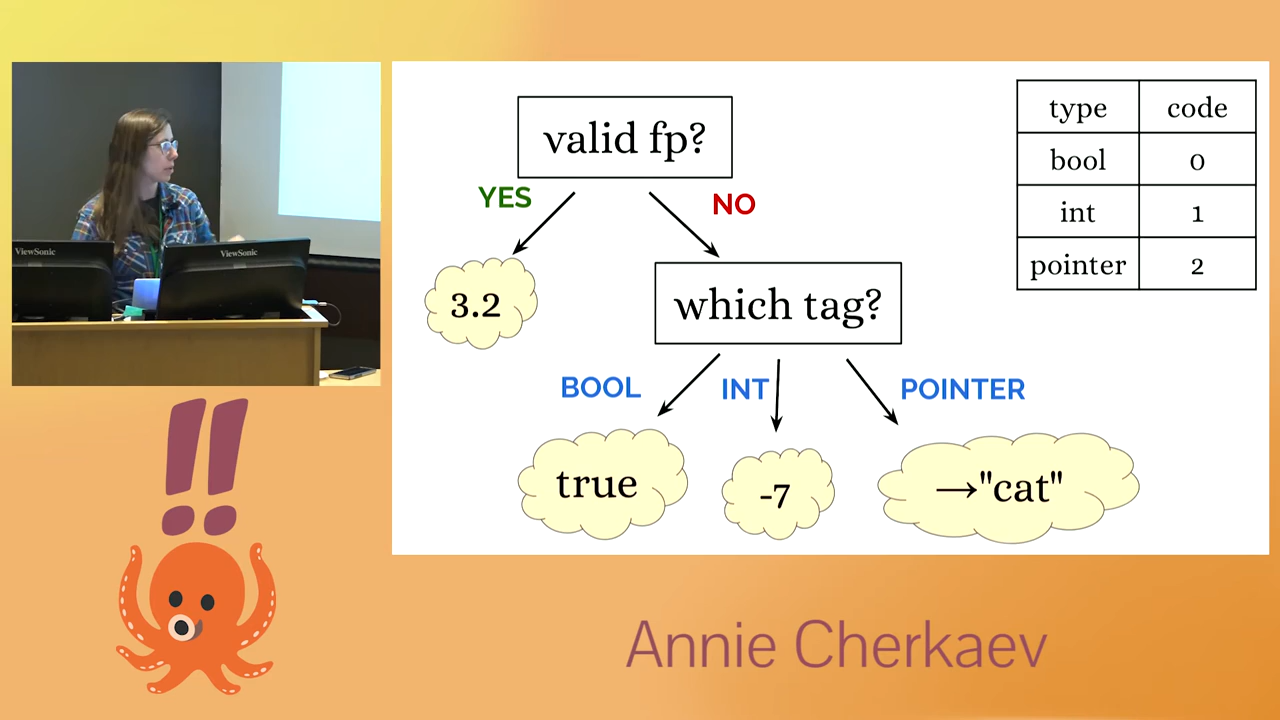 ViewSonic
ViewSonic
!!
valid fp?
YES
NO
3.2
which tag?
BOOL
INT
POINTER
true
-7
→"cat"
type code
bool 0
int 1
pointer 2
Annie Cherkaev